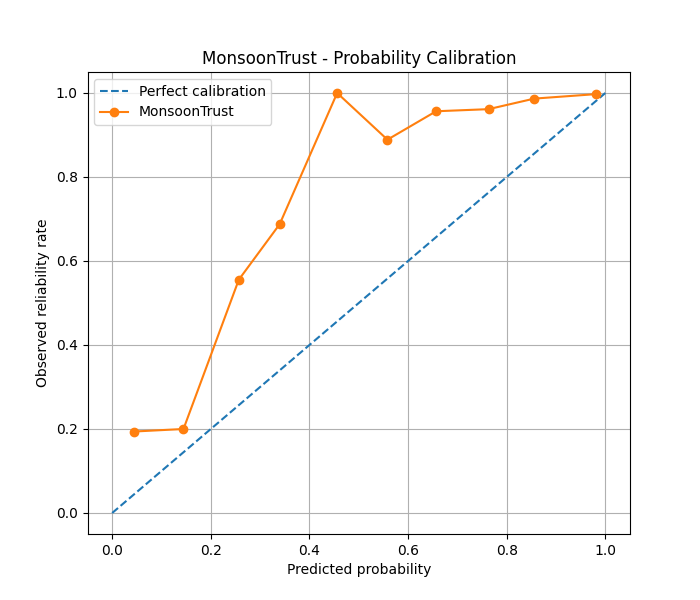 MonsoonTrust - Probability Calibration
Perfect calibration
MonsoonTrust
1.0
0.8
0.6
0.4
0.2
0.0
Observed reliability rate
0.0 0.2 0.4 0.6 0.8 1.0
Predicted probability